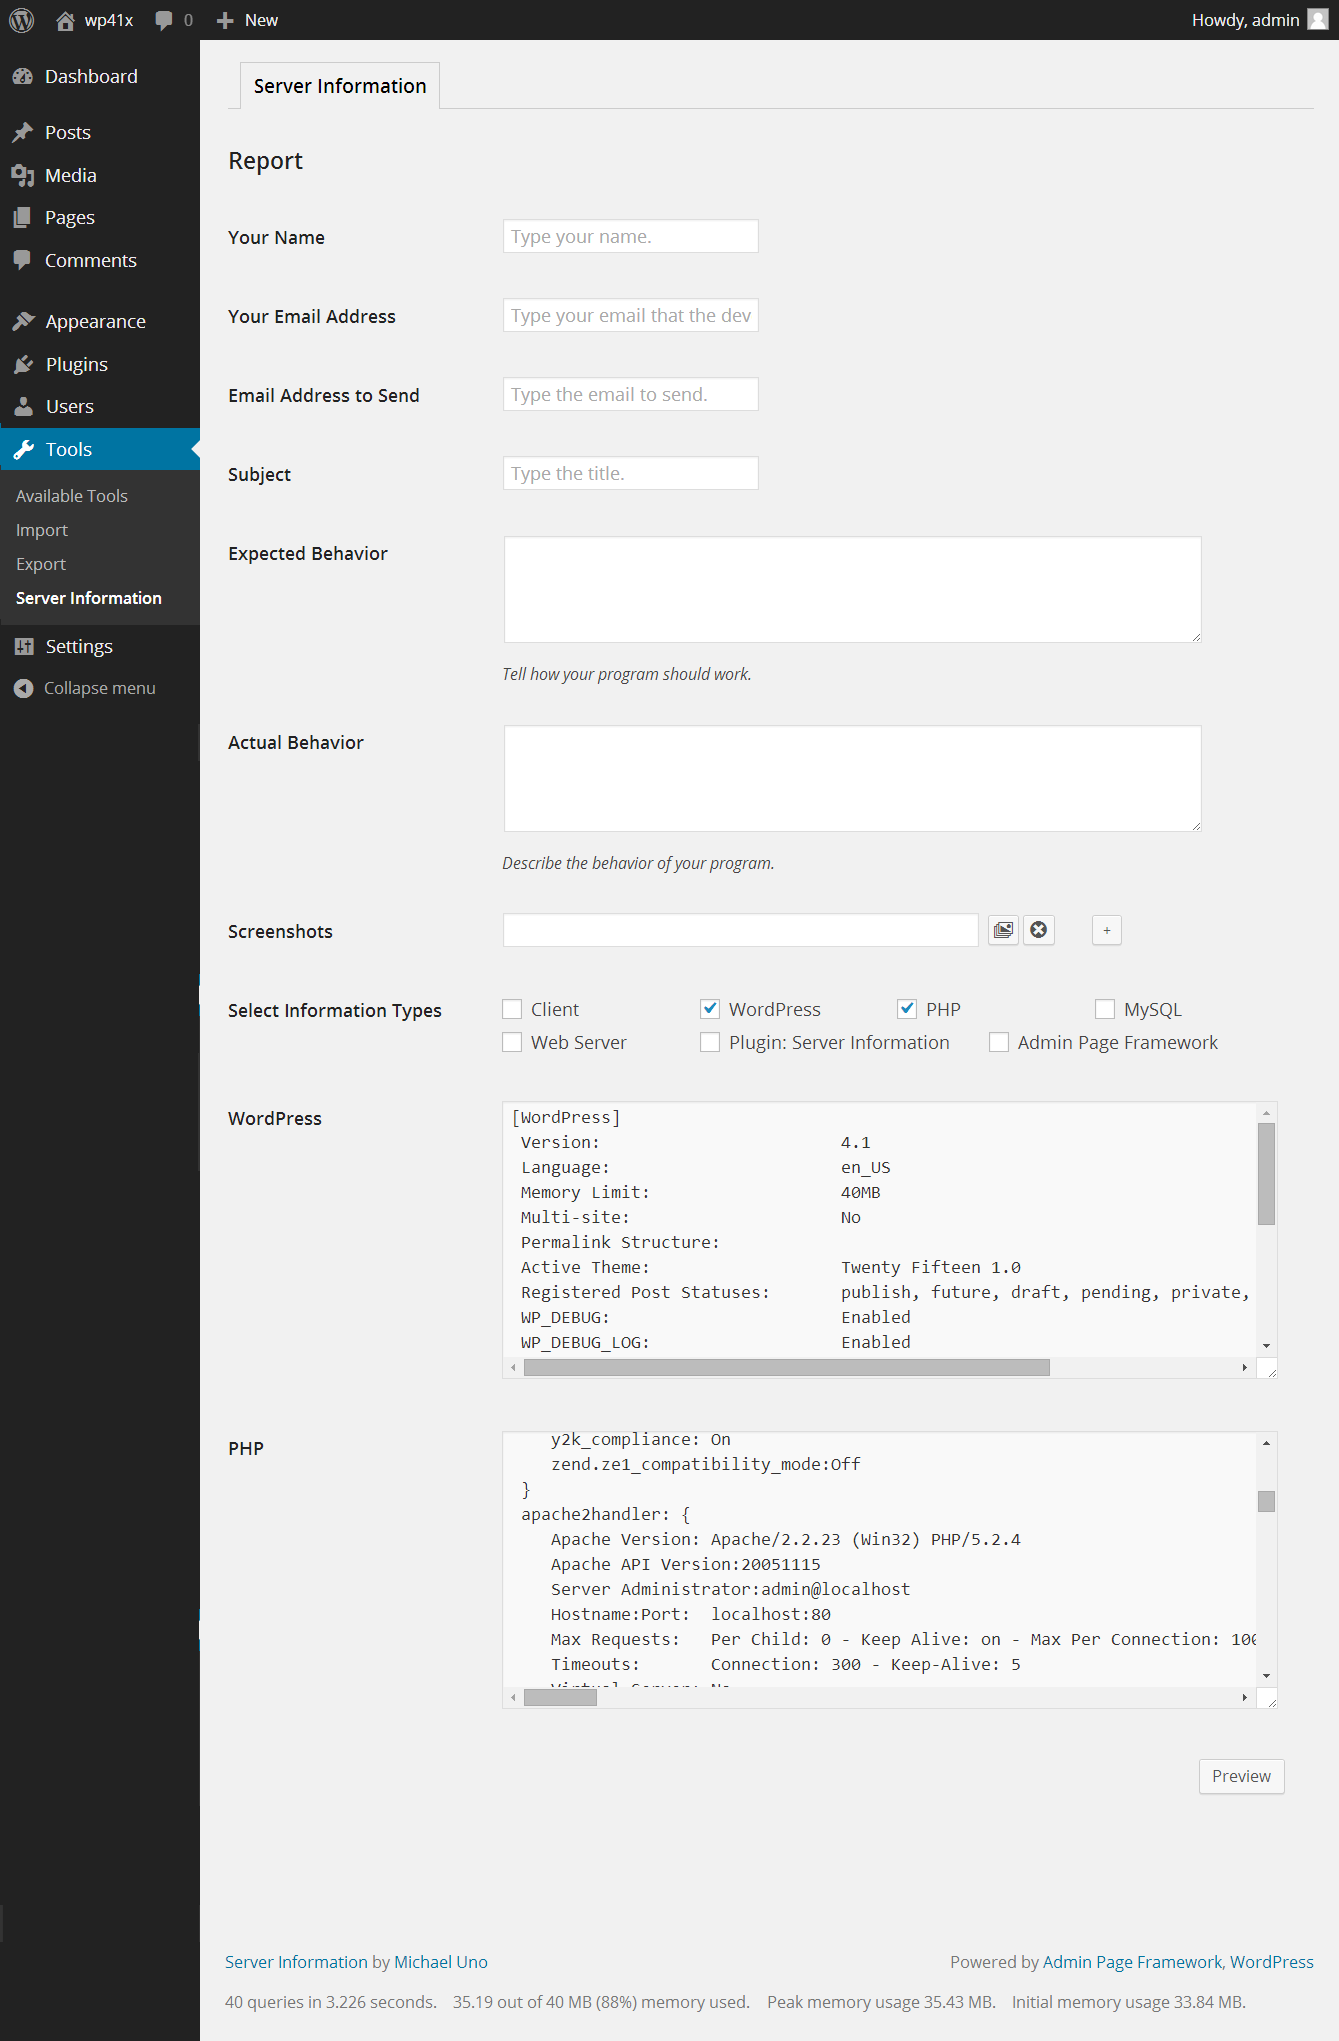 wp41x 0 New Howdy, admin
Dashboard
Posts
Media
Pages
Comments
Appearance
Plugins
Users
Tools
Available Tools
Import
Export
Server Information
Settings
Collapse menu
Server Information
Report
Your Name Type your name.
Your Email Address Type your email that the dev
Email Address to Send Type the email to send.
Subject Type the title.
Expected Behavior
Tell how your program should work.
Actual Behavior
Describe the behavior of your program.
Screenshots +
Select Information Types Client WordPress PHP MySQL
Web Server Plugin: Server Information Admin Page Framework
WordPress
[WordPress]
Version: 4.1
Language: en_US
Memory Limit: 40MB
Multi-site: No
Permalink Structure:
Active Theme: Twenty Fifteen 1.0
Registered Post Statuses: publish, future, draft, pending, private,
WP_DEBUG: Enabled
WP_DEBUG_LOG: Enabled
PHP
y2k_compliance: On
zend.ze1_compatibility_mode:Off
}
apache2handler: {
Apache Version: Apache/2.2.23 (Win32) PHP/5.2.4
Apache API Version:20051115
Server Administrator:admin@localhost
Hostname:Port: localhost:80
Max Requests: Per Child: 0 - Keep Alive: on - Max Per Connection: 100
Timeouts: Connection: 300 - Keep-Alive: 5
Preview
Server Information by Michael Uno Powered by Admin Page Framework, WordPress
40 queries in 3.226 seconds. 35.19 out of 40 MB (88%) memory used. Peak memory usage 35.43 MB. Initial memory usage 33.84 MB.